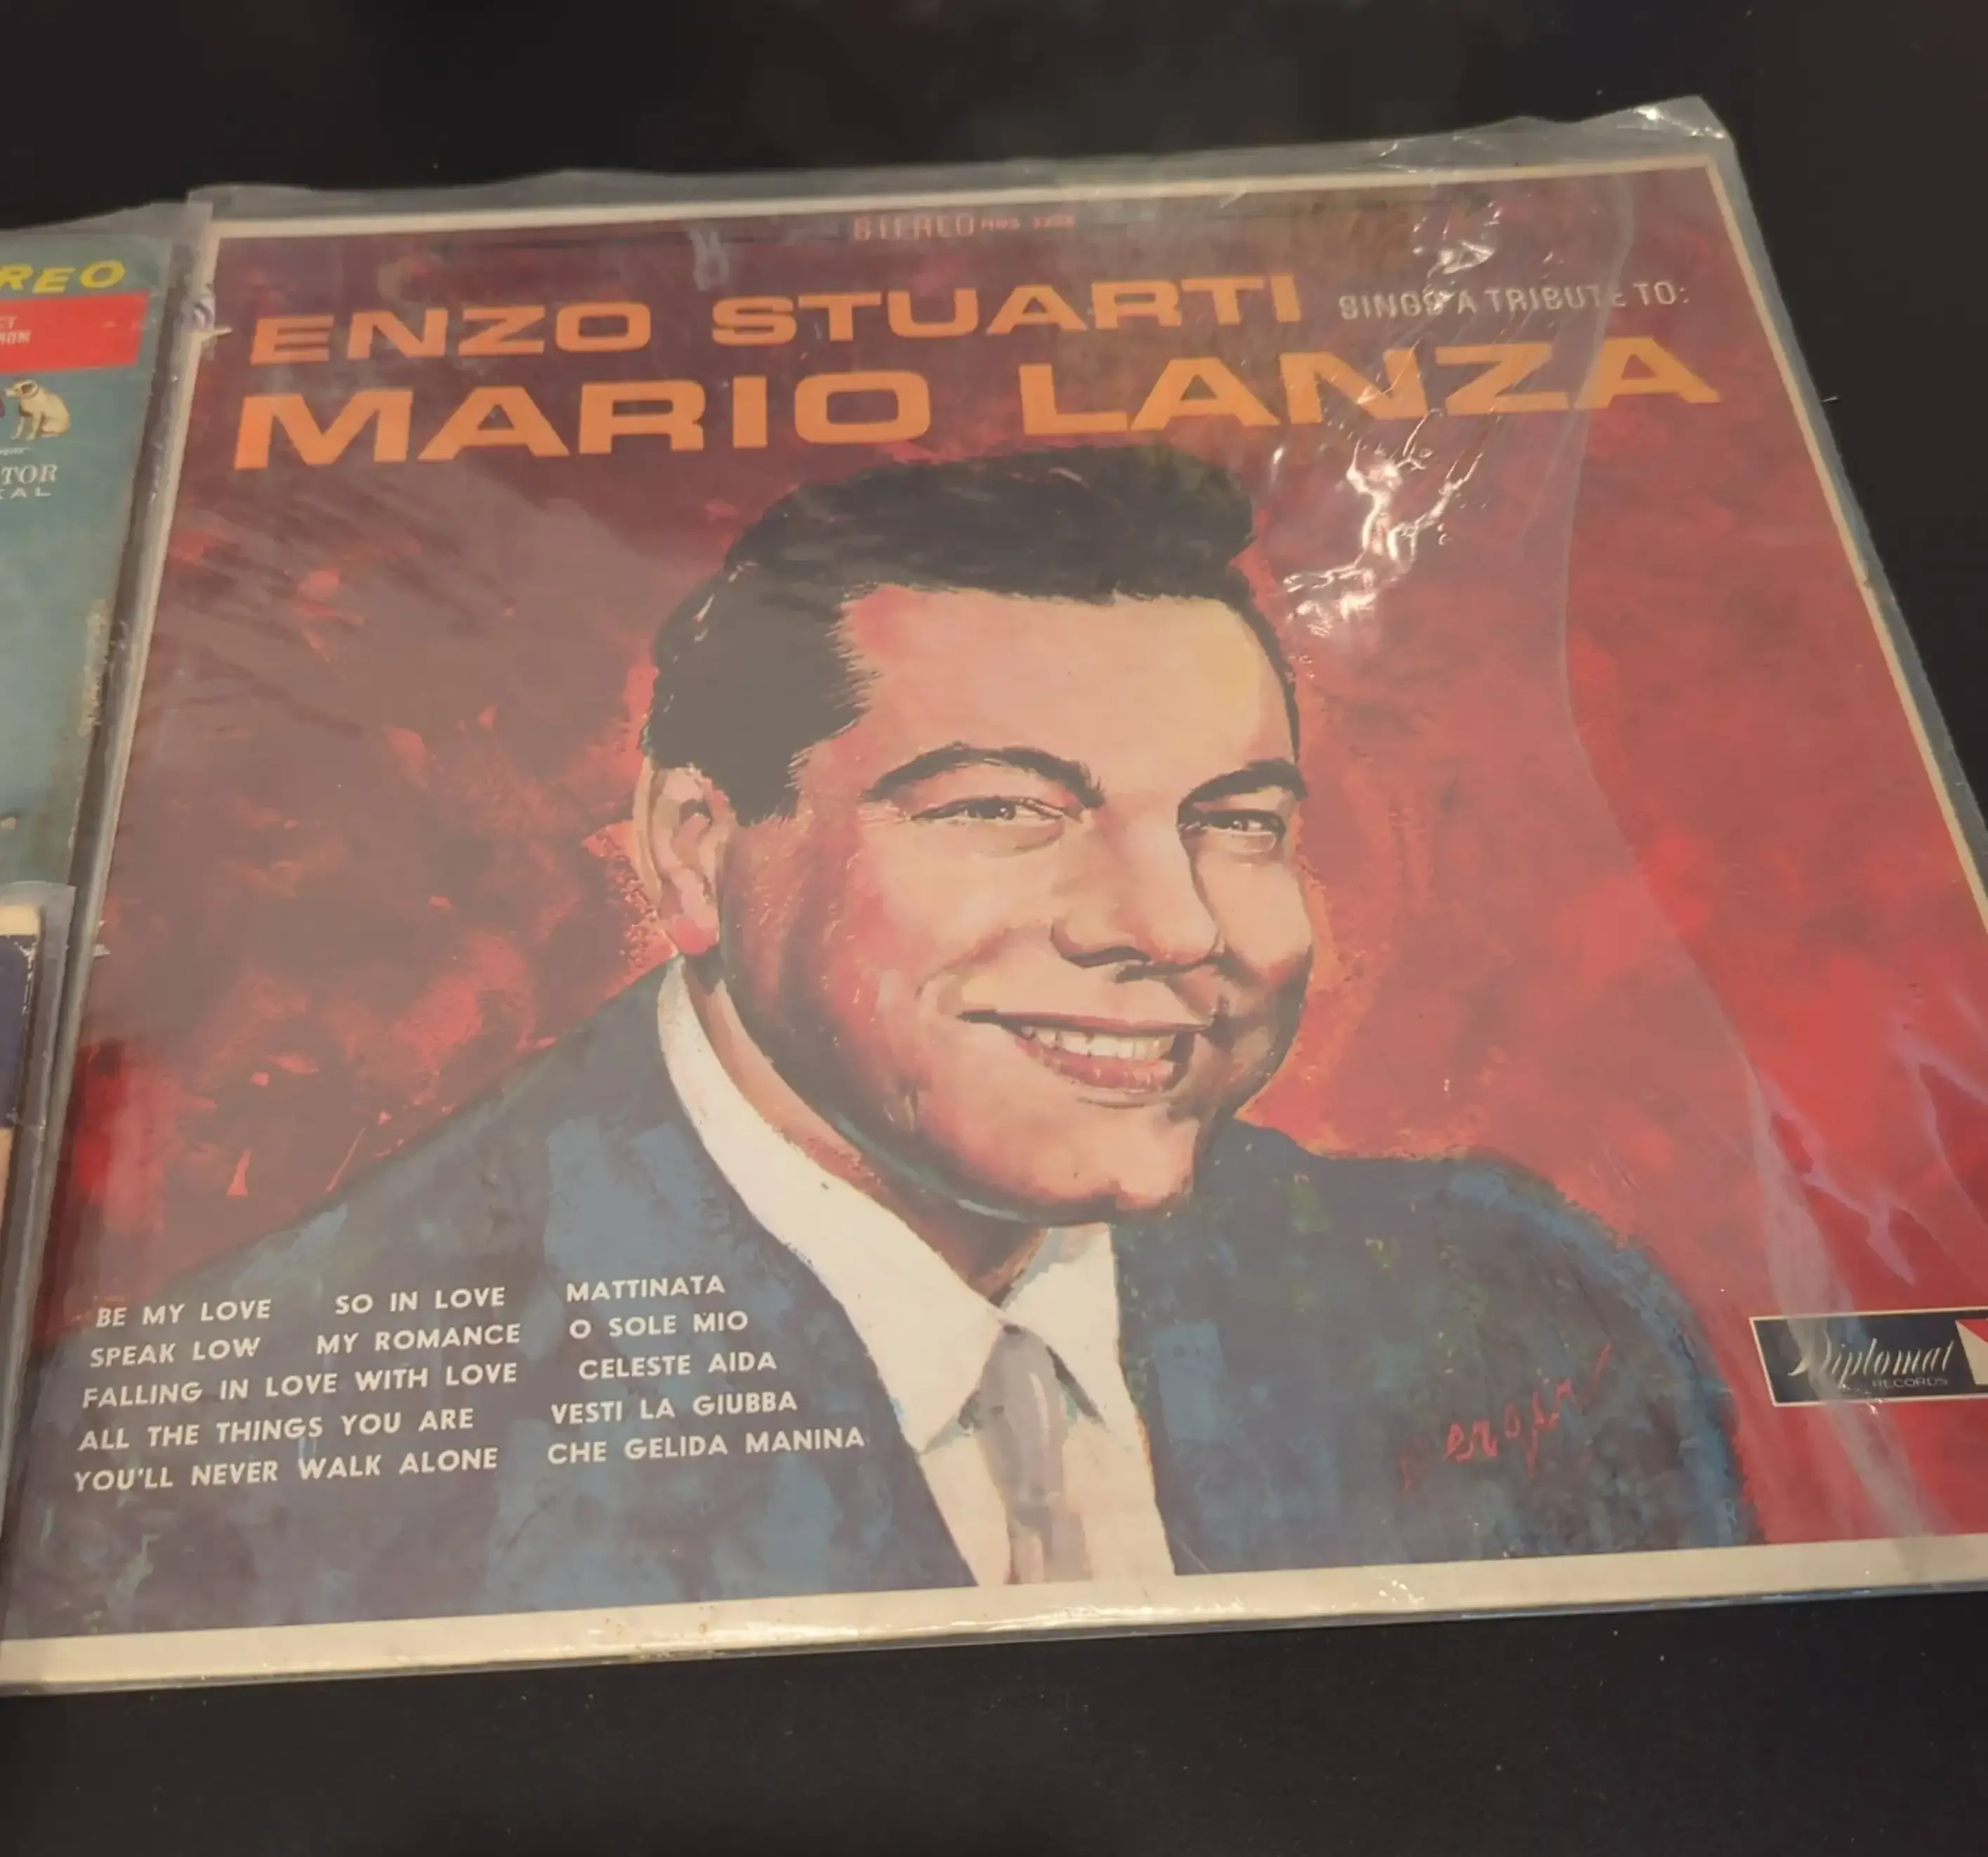 STEREO
ENZO STUARTI SINGS A TRIBUTE TO:
MARIO LANZA
BE MY LOVE SO IN LOVE MATTINATA
SPEAK LOW MY ROMANCE O SOLE MIO
FALLING IN LOVE WITH LOVE CELESTE AIDA
ALL THE THINGS YOU ARE VESTI LA GIUBBA
YOU'LL NEVER WALK ALONE CHE GELIDA MANINA
Diplomat
RECORDS
REO
TOR